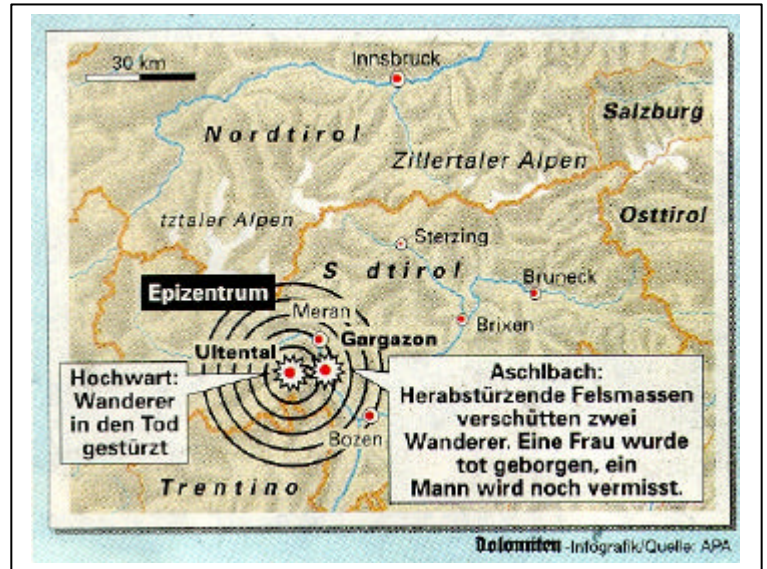 30 km
Innsbruck
Salzburg
Nordtirol
Zillertaler Alpen
Osttirol
tztaler Alpen
Sterzing
S dtirol
Bruneck
Epizentrum
Meran
Brixen
Gargazon
Ultental
Hochwart:
Wanderer
in den Tod
gestürzt
Aschlbach:
Herabstürzende Felsmassen
verschütten zwei
Wanderer. Eine Frau wurde
tot geborgen, ein
Mann wird noch vermisst.
Bozen
Trentino
Dolomiten-Infografik/Quelle: APA